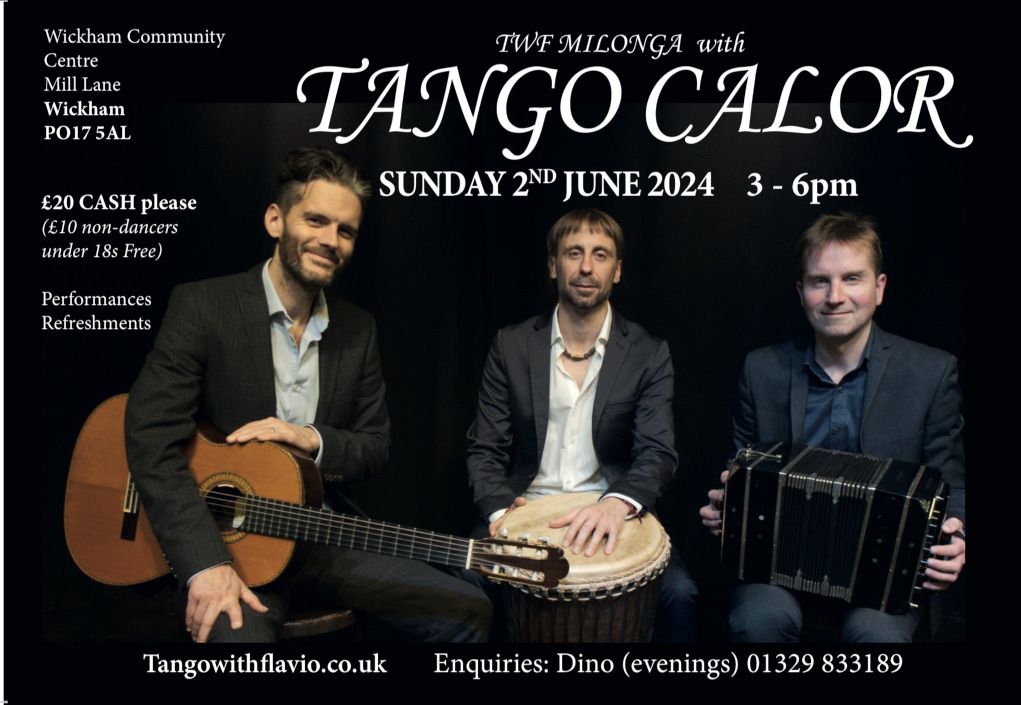 Wickham Community
Centre
Mill Lane
Wickham
PO17 5AL
TWF MILONGA with
TANGO CALOR
SUNDAY 2ND JUNE 2024 3 - 6pm
£20 CASH please
(£10 non-dancers
under 18s Free)
Performances
Refreshments
Tangowithflavio.co.uk Enquiries: Dino (evenings) 01329 833189